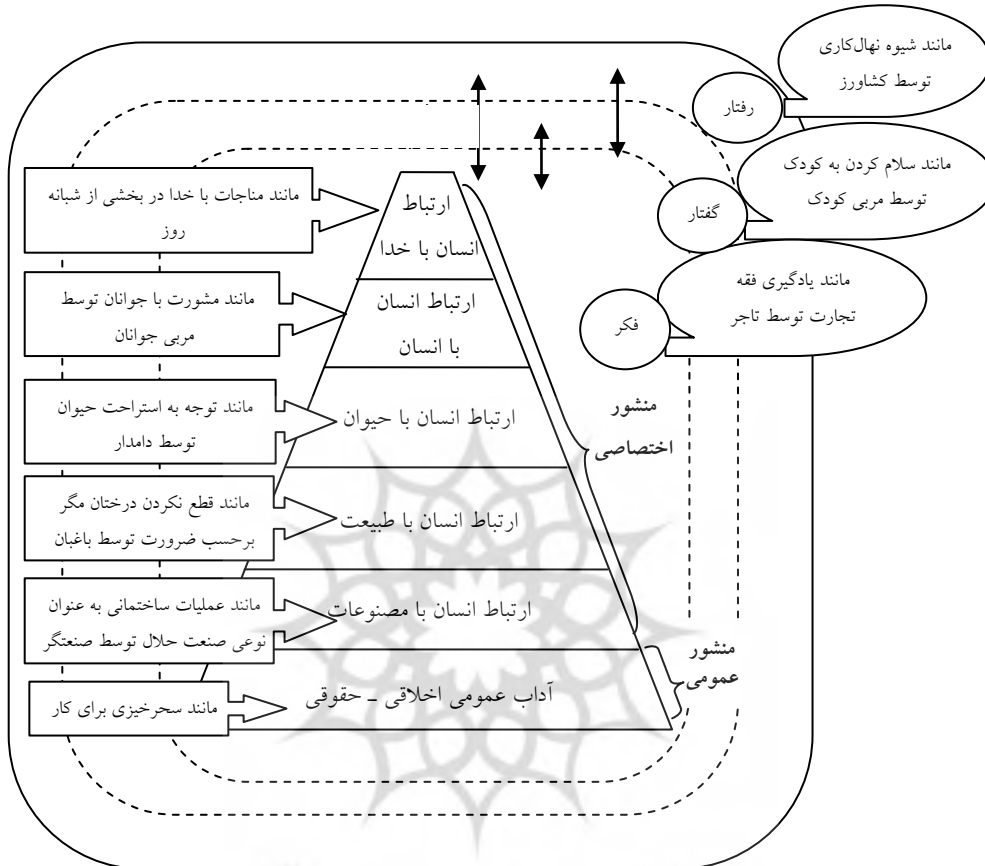 مانند شیوه نهال‌کاری
توسط کشاورز
رفتار
مانند سلام کردن به کودک
توسط مربی کودک
گفتار
مانند یادگیری فقه
تجارت توسط تاجر
فکر
ارتباط
انسان با خدا
مانند مناجات با خدا در بخشی از شبانه
روز
ارتباط انسان
با انسان
مانند مشورت با جوانان توسط
مربی جوانان
ارتباط انسان با حیوان
مانند توجه به استراحت حیوان
توسط دامدار
منشور
اختصاصی
ارتباط انسان با طبیعت
مانند قطع نکردن درختان مگر
برحسب ضرورت توسط باغبان
ارتباط انسان با مصنوعات
مانند عملیات ساختمانی به عنوان
نوعی صنعت حلال توسط صنعتگر
منشور
عمومی
آداب عمومی اخلاقی ـ حقوقی
مانند سحرخیزی برای کار